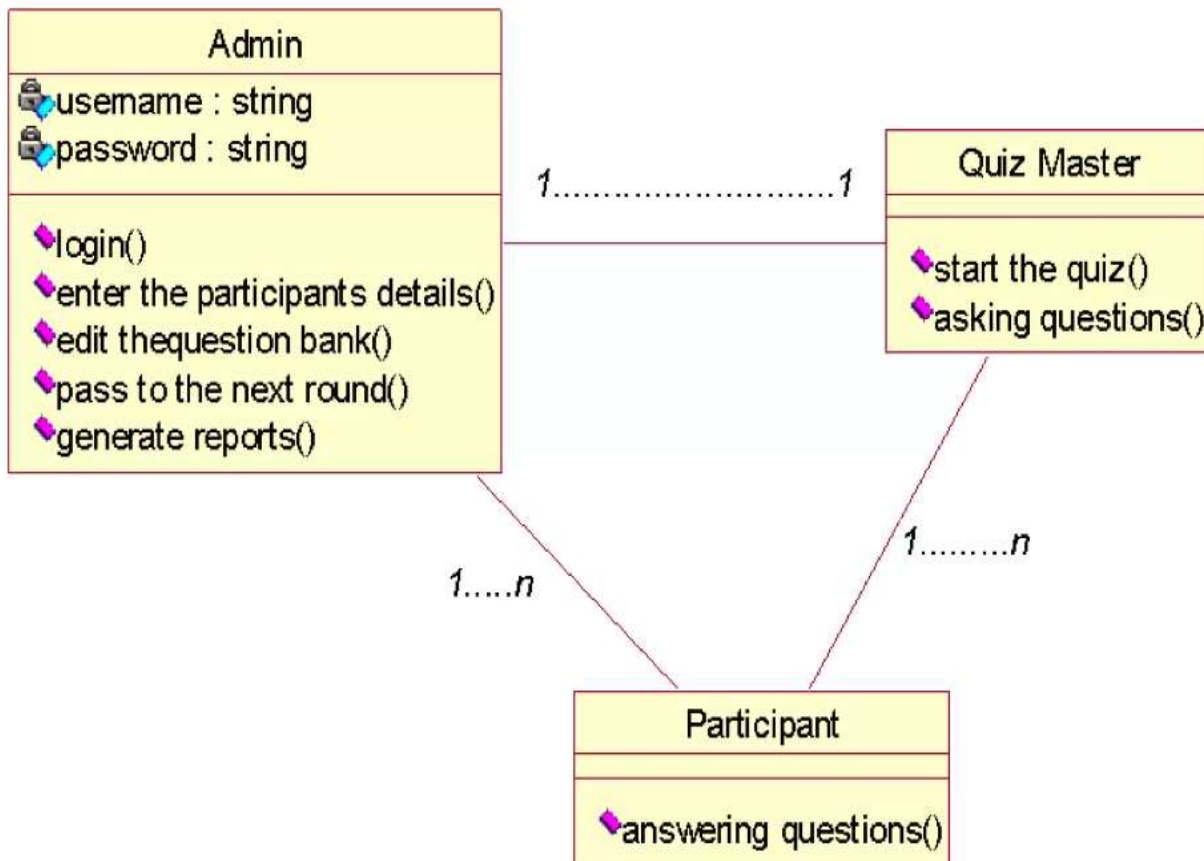 Admin
username : string
password : string
login()
enter the participants details()
edit thequestion bank()
pass to the next round()
generate reports()
1...........................1
Quiz Master
start the quiz()
asking questions()
1.....n
1.........n
Participant
answering questions()